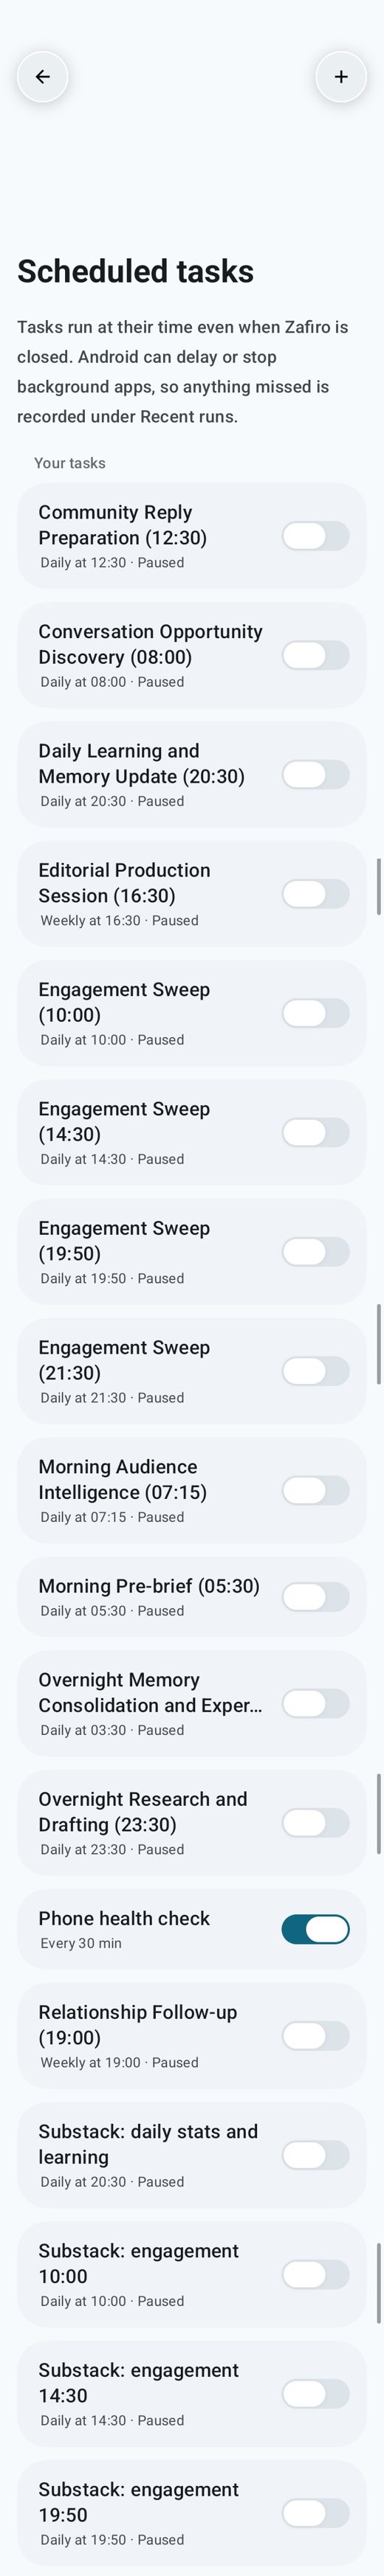 Scheduled tasks
Tasks run at their time even when Zafiro is
closed. Android can delay or stop
background apps, so anything missed is
recorded under Recent runs.
Your tasks
Community Reply
Preparation (12:30)
Daily at 12:30 · Paused
Conversation Opportunity
Discovery (08:00)
Daily at 08:00 · Paused
Daily Learning and
Memory Update (20:30)
Daily at 20:30 · Paused
Editorial Production
Session (16:30)
Weekly at 16:30 · Paused
Engagement Sweep
(10:00)
Daily at 10:00 · Paused
Engagement Sweep
(14:30)
Daily at 14:30 · Paused
Engagement Sweep
(19:50)
Daily at 19:50 · Paused
Engagement Sweep
(21:30)
Daily at 21:30 · Paused
Morning Audience
Intelligence (07:15)
Daily at 07:15 · Paused
Morning Pre-brief (05:30)
Daily at 05:30 · Paused
Overnight Memory
Consolidation and Exper...
Daily at 03:30 · Paused
Overnight Research and
Drafting (23:30)
Daily at 23:30 · Paused
Phone health check
Every 30 min
Relationship Follow-up
(19:00)
Weekly at 19:00 · Paused
Substack: daily stats and
learning
Daily at 20:30 · Paused
Substack: engagement
10:00
Daily at 10:00 · Paused
Substack: engagement
14:30
Daily at 14:30 · Paused
Substack: engagement
19:50
Daily at 19:50 · Paused